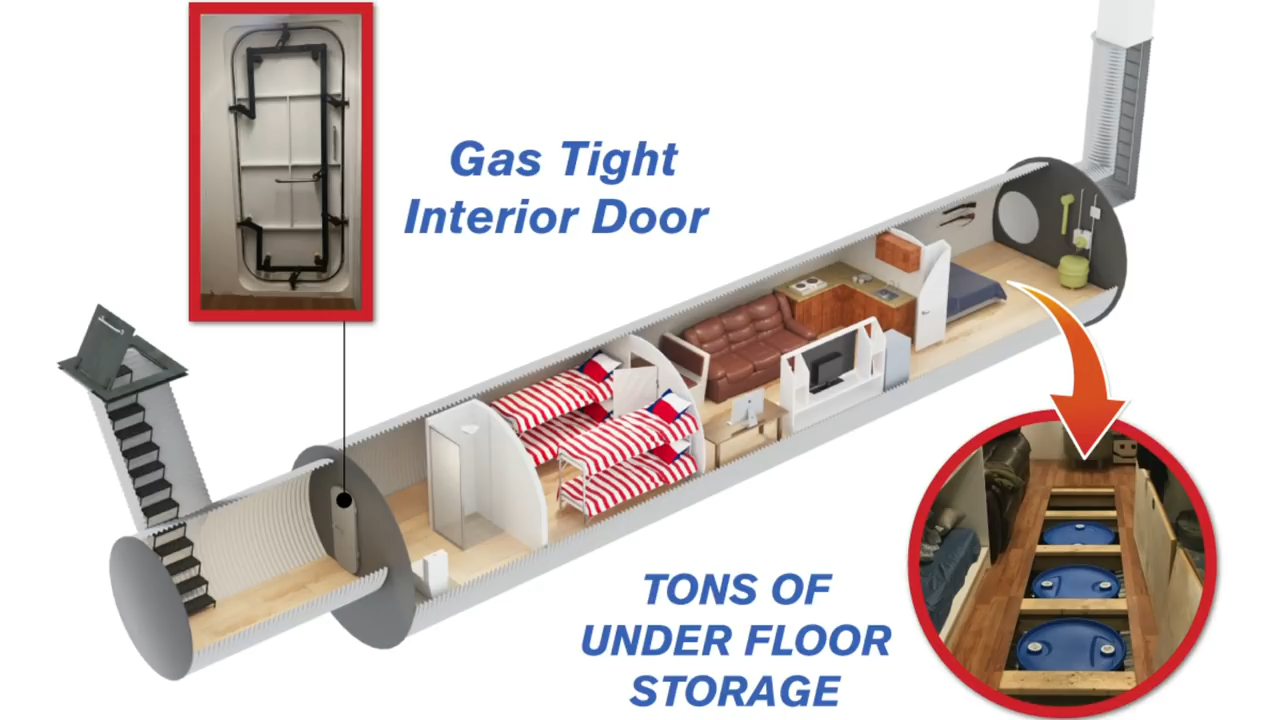 Gas Tight
Interior Door
TONS OF
UNDER FLOOR
STORAGE